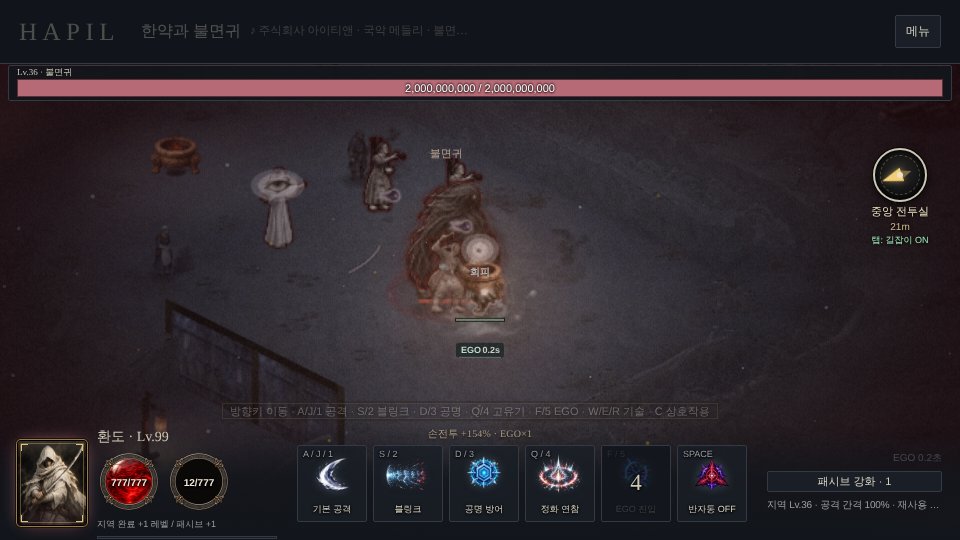 HAPIL 한약과 불면귀 ♪ 주식회사 아이티앤 · 국악 메들리 · 불면… 메뉴
Lv.36 · 불면귀
2,000,000,000 / 2,000,000,000
불면귀
중앙 전투실
21m
탭: 길잡이 ON
회피
EGO 0.2s
방향키 이동 · A/J/1 공격 · S/2 블링크 · D/3 공명 · Q/4 고유기 · F/5 EGO · W/E/R 기술 · C 상호작용
손전투 +154% · EGO×1
환도 · Lv.99
777/777
12/777
지역 완료 +1 레벨 / 패시브 +1
A / J / 1
기본 공격
S / 2
블링크
D / 3
공명 방어
Q / 4
정화 연참
F / 5
4
EGO 진입
SPACE
반자동 OFF
EGO 0.2초
패시브 강화 · 1
지역 Lv.36 · 공격 간격 100% · 재사용 …